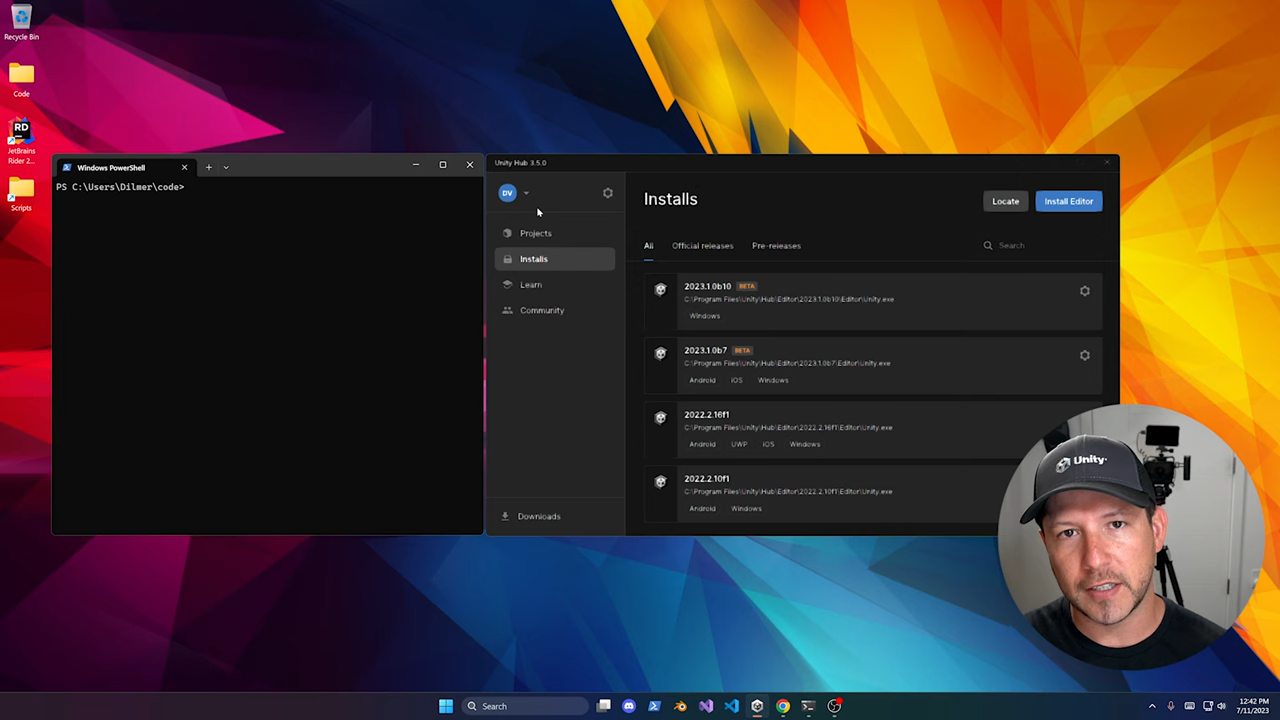 Recycle Bin
Code
JetBrains
Rider 2...
Scripts
RD
Windows PowerShell
PS C:\Users\Dilmer\code>
Unity Hub 3.5.0
DV
Projects
Installs
Learn
Community
Downloads
Installs
Locate
Install Editor
All
Official releases
Pre-releases
Search
2023.1.0b10
BETA
C:\Program Files\Unity\Hub\Editor\2023.1.0b10\Editor\Unity.exe
Windows
2023.1.0b7
BETA
C:\Program Files\Unity\Hub\Editor\2023.1.0b7\Editor\Unity.exe
Android
iOS
Windows
2022.2.16f1
C:\Program Files\Unity\Hub\Editor\2022.2.16f1\Editor\Unity.exe
Android
UWP
iOS
Windows
2022.2.10f1
C:\Program Files\Unity\Hub\Editor\2022.2.10f1\Editor\Unity.exe
Android
Windows
Unity
Search
12:42 PM
7/11/2023